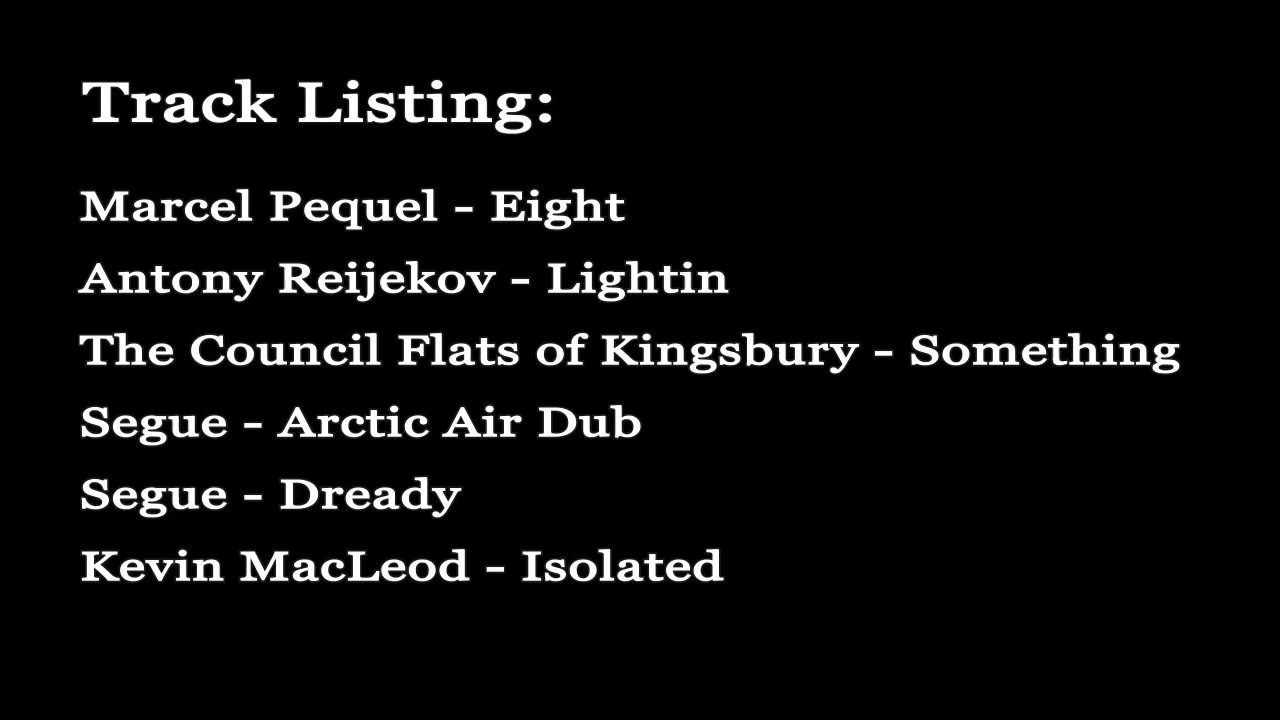 Track Listing:
Marcel Pequel - Eight
Antony Reijekov - Lightin
The Council Flats of Kingsbury - Something
Segue - Arctic Air Dub
Segue - Dready
Kevin MacLeod - Isolated